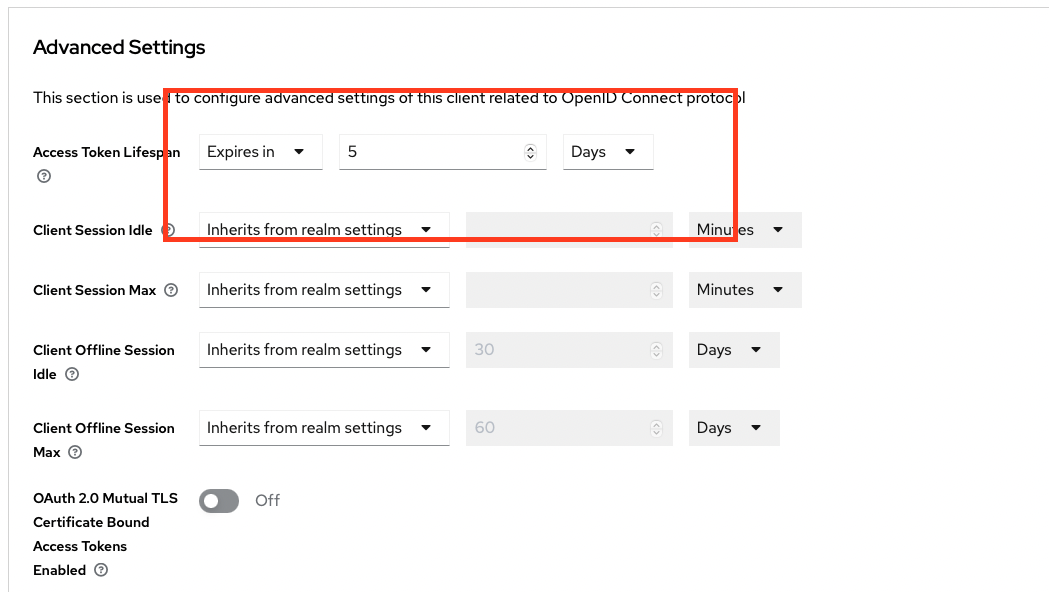 Advanced Settings
This section is used to configure advanced settings of this client related to OpenID Connect protocol
Access Token Lifespan Expires in 5 Days
Client Session Idle Inherits from realm settings Minutes
Client Session Max Inherits from realm settings Minutes
Client Offline Session Inherits from realm settings 30 Days
Idle
Client Offline Session Inherits from realm settings 60 Days
Max
OAuth 2.0 Mutual TLS Off
Certificate Bound
Access Tokens
Enabled